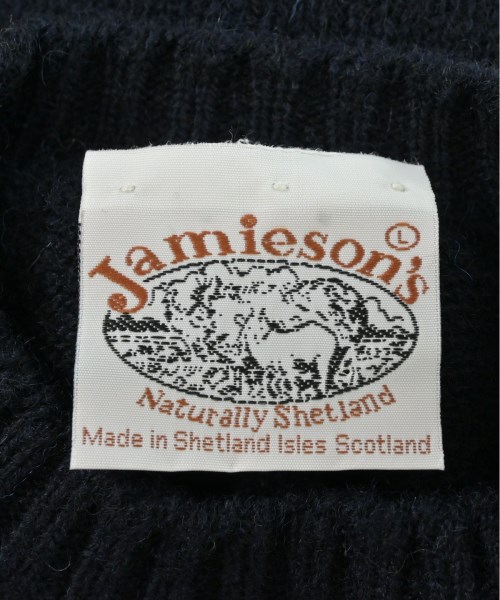 L
Jamieson's
Naturally Shetland
Made in Shetland Isles Scotland